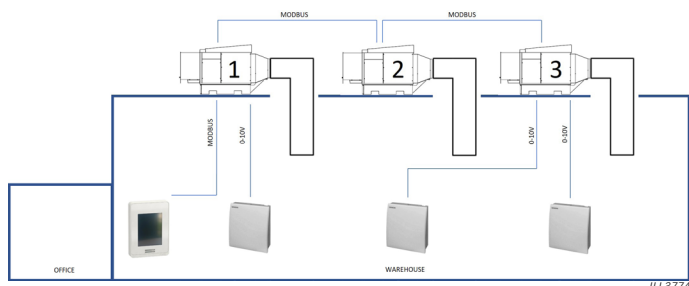 MODBUS
MODBUS
1
2
3
MODBUS
0-10V
0-10V
0-10V
OFFICE
WAREHOUSE